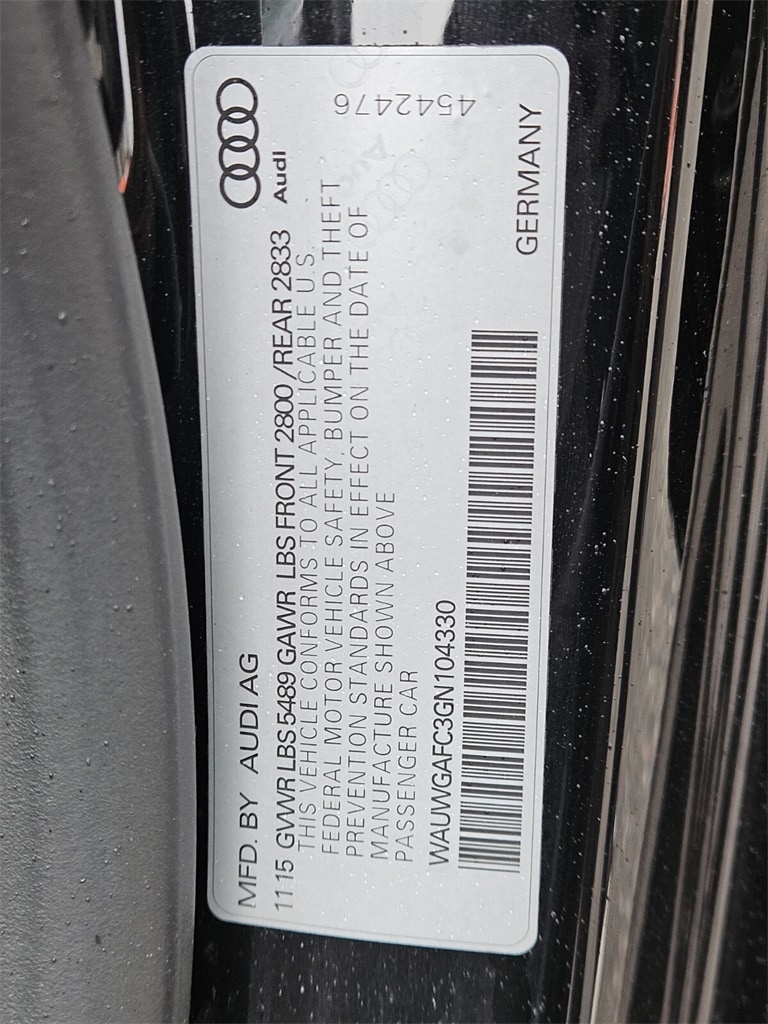 MFD. BY AUDI AG
Audi
11 15 GVWR LBS 5489 GAWR LBS FRONT 2800 /REAR 2833
THIS VEHICLE CONFORMS TO ALL APPLICABLE U.S.
FEDERAL MOTOR VEHICLE SAFETY, BUMPER AND THEFT
PREVENTION STANDARDS IN EFFECT ON THE DATE OF
MANUFACTURE SHOWN ABOVE
PASSENGER CAR
WAUWGAFC3GN104330
4542476
GERMANY